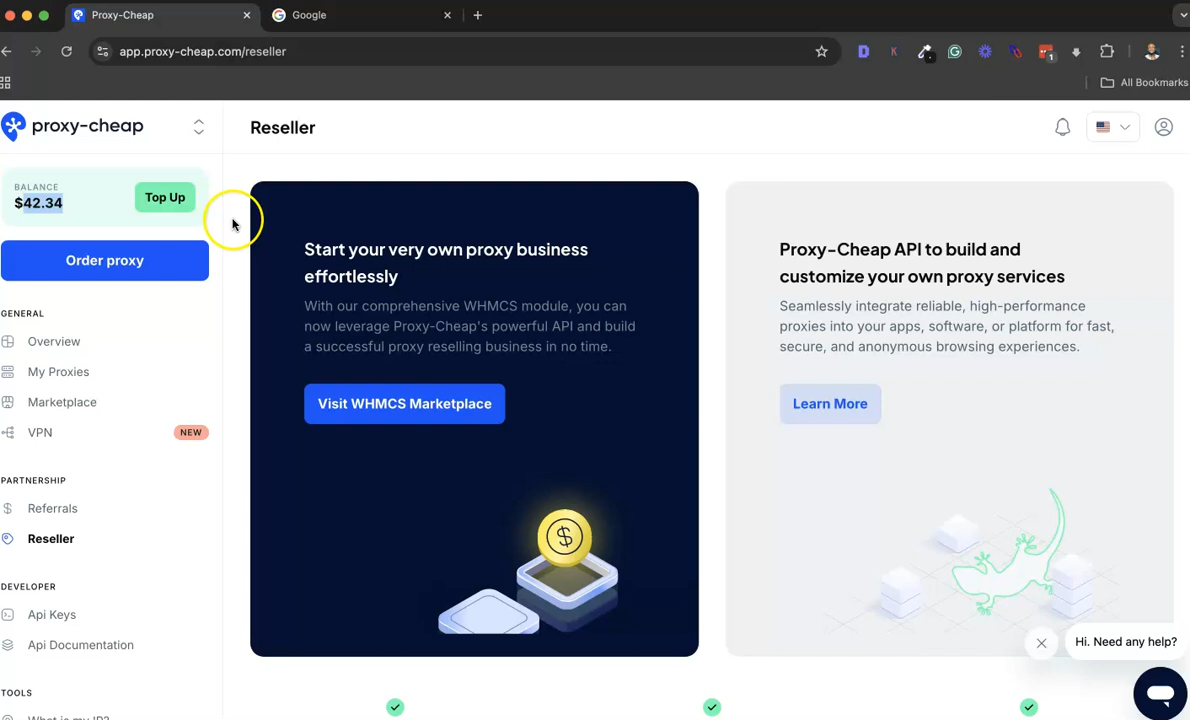 Proxy-Cheap
Google
app.proxy-cheap.com/reseller
1
All Bookmarks
proxy-cheap
Reseller
BALANCE
$42.34
Top Up
Order proxy
GENERAL
Overview
My Proxies
Marketplace
VPN
NEW
PARTNERSHIP
Referrals
Reseller
DEVELOPER
Api Keys
Api Documentation
TOOLS
What is my IP?
Start your very own proxy business
effortlessly
With our comprehensive WHMCS module, you can
now leverage Proxy-Cheap's powerful API and build
a successful proxy reselling business in no time.
Visit WHMCS Marketplace
$
Proxy-Cheap API to build and
customize your own proxy services
Seamlessly integrate reliable, high-performance
proxies into your apps, software, or platform for fast,
secure, and anonymous browsing experiences.
Learn More
Hi. Need any help?